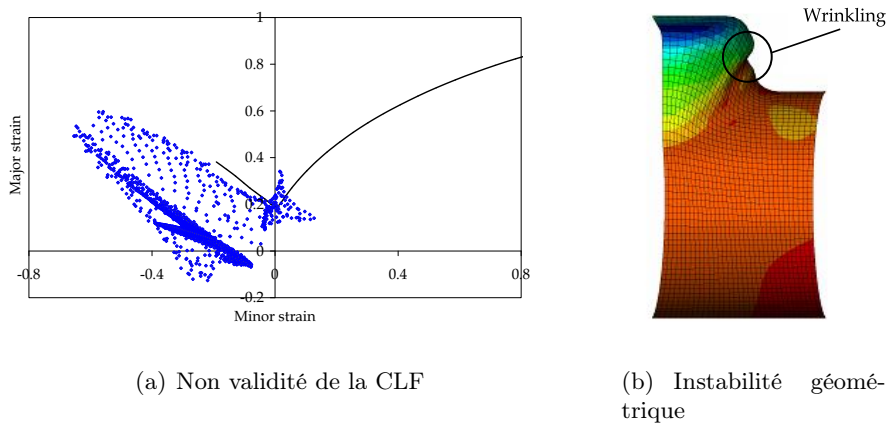 1
0.8
0.6
0.4
0.2
0
-0.2
-0.8
-0.4
0
0.4
0.8
Major strain
Minor strain
Wrinkling
(a) Non validité de la CLF
(b) Instabilité géomé-
trique